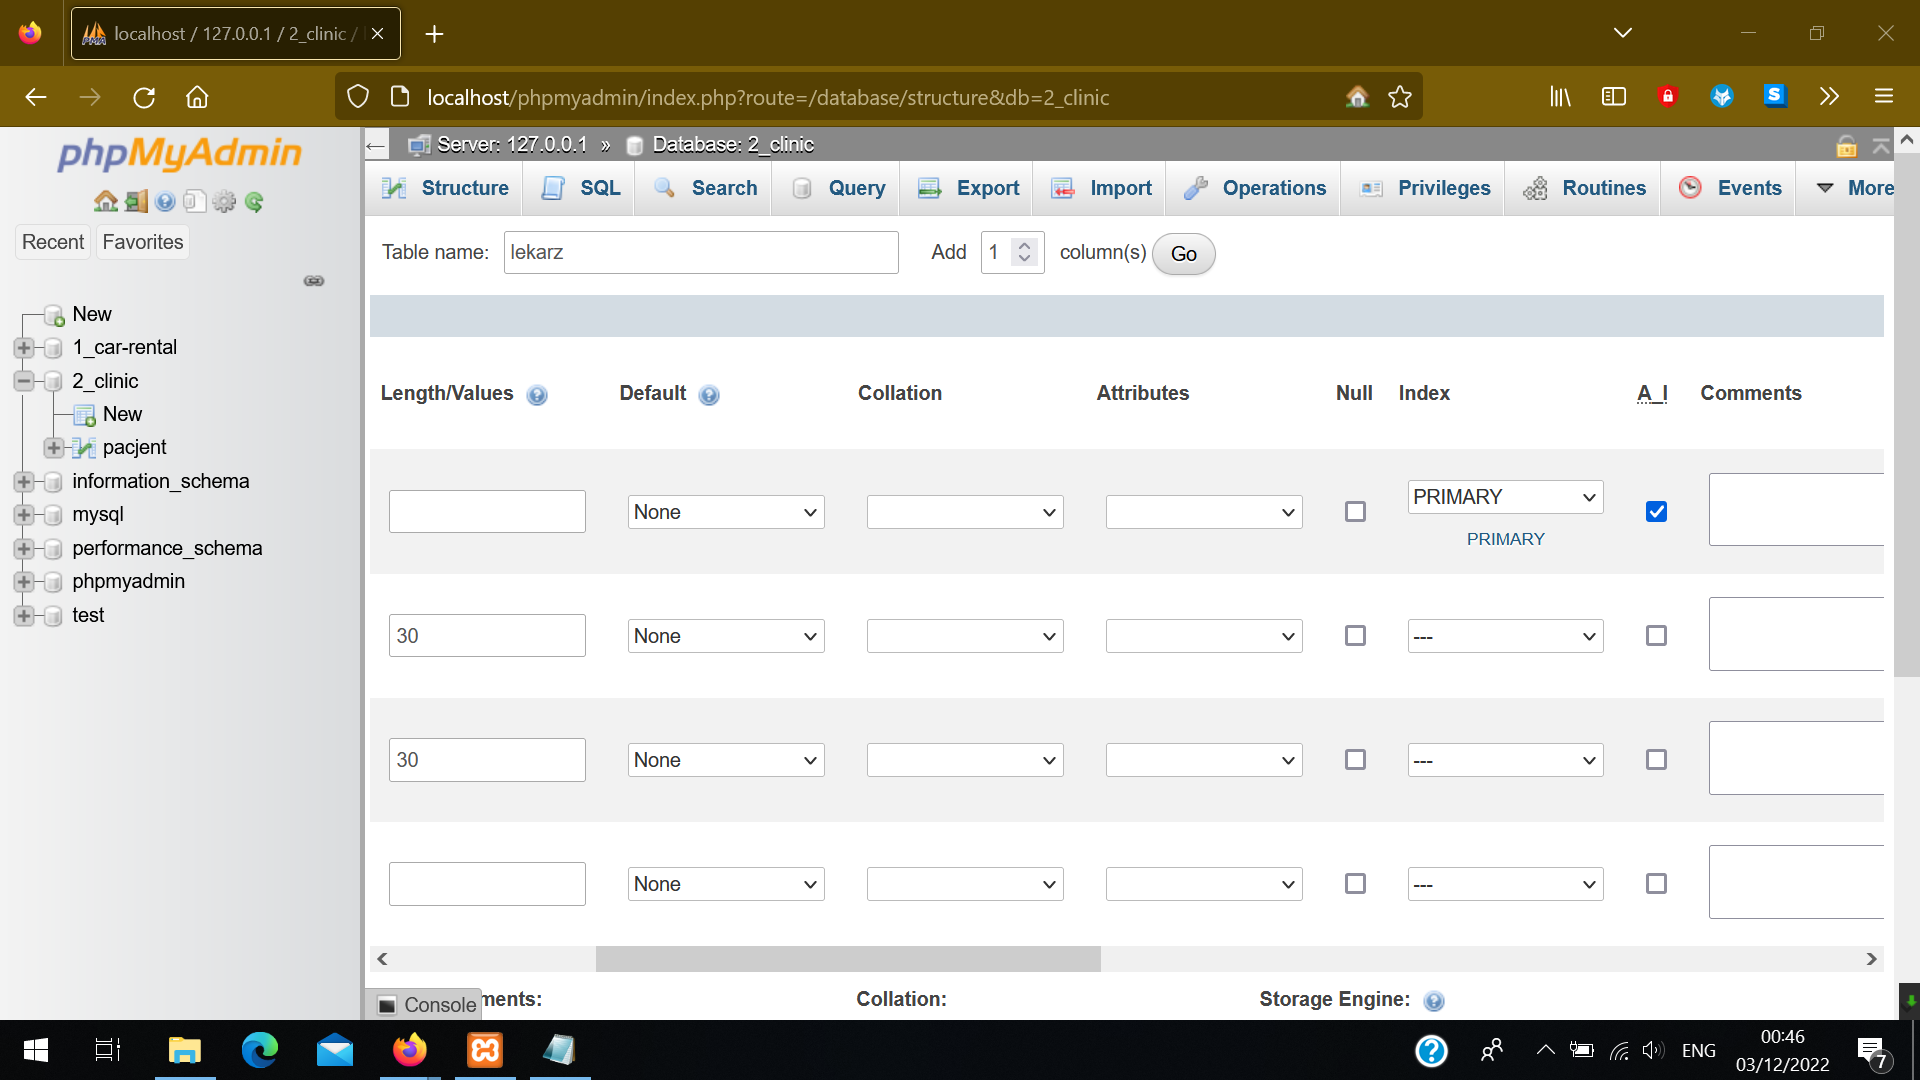 localhost / 127.0.0.1 / 2_clinic /
localhost/phpmyadmin/index.php?route=/database/structure&db=2_clinic
phpMyAdmin
Recent
Favorites
New
1_car-rental
2_clinic
New
pacjent
information_schema
mysql
performance_schema
phpmyadmin
test
Server: 127.0.0.1 » Database: 2_clinic
Structure SQL Search Query Export Import Operations Privileges Routines Events More
Table name: lekarz Add 1 column(s) Go
Length/Values Default Collation Attributes Null Index A_I Comments
None PRIMARY
PRIMARY
30 None ---
30 None ---
None ---
Console ments: Collation: Storage Engine:
ENG
00:46
03/12/2022
7